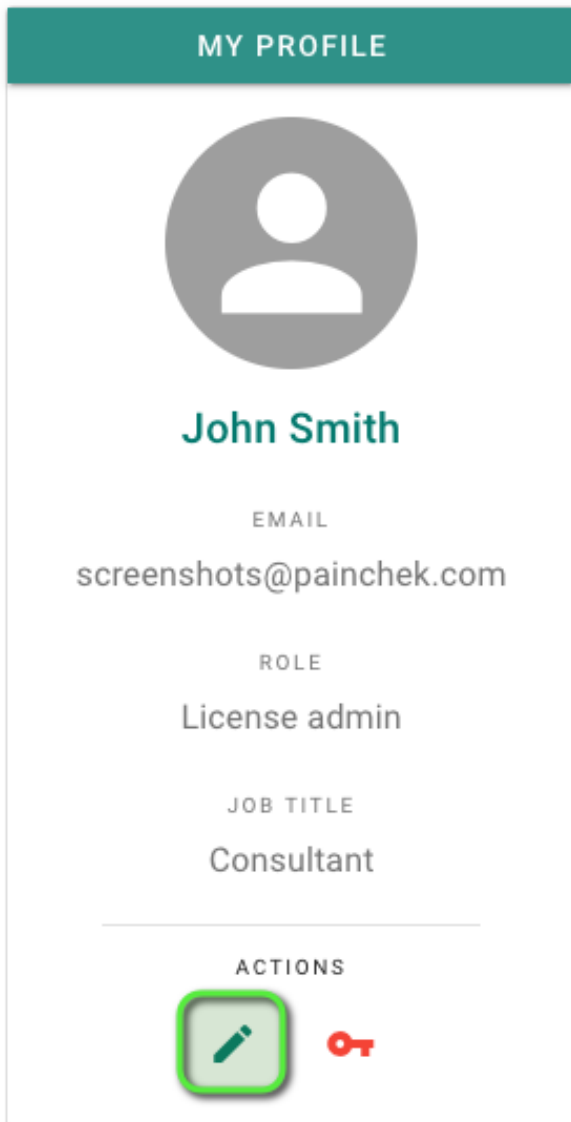 MY PROFILE
John Smith
EMAIL
screenshots@painchek.com
ROLE
License admin
JOB TITLE
Consultant
ACTIONS